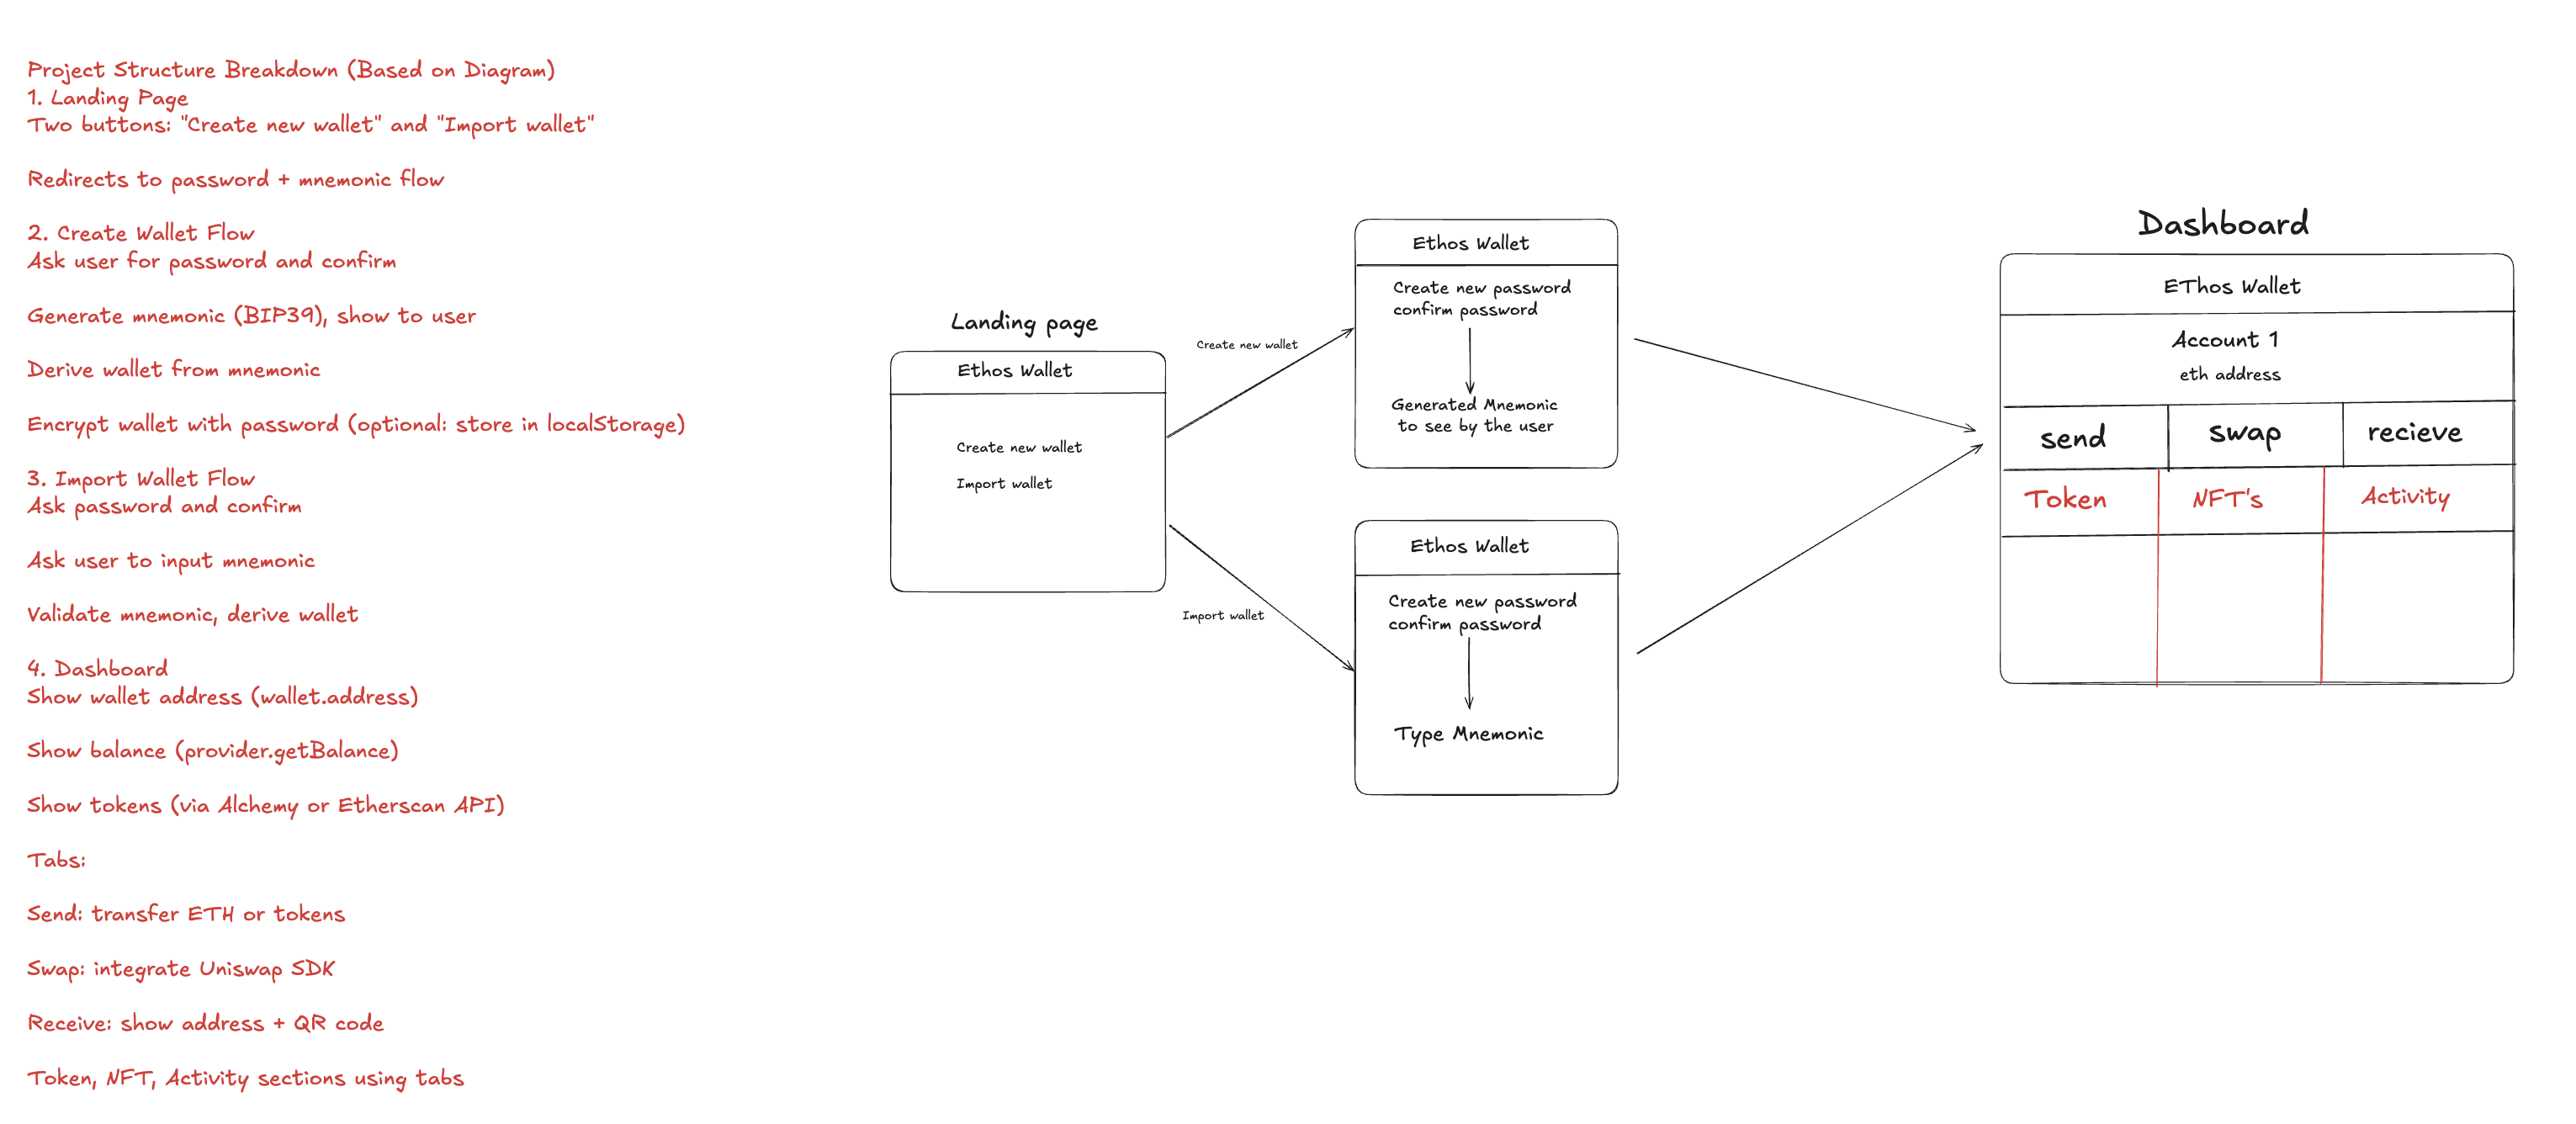 Project Structure Breakdown (Based on Diagram)
1. Landing Page
Two buttons: "Create new wallet" and "Import wallet"
Redirects to password + mnemonic flow
2. Create Wallet Flow
Ask user for password and confirm
Generate mnemonic (BIP39), show to user
Derive wallet from mnemonic
Encrypt wallet with password (optional: store in localStorage)
3. Import Wallet Flow
Ask password and confirm
Ask user to input mnemonic
Validate mnemonic, derive wallet
4. Dashboard
Show wallet address (wallet.address)
Show balance (provider.getBalance)
Show tokens (via Alchemy or Etherscan API)
Tabs:
Send: transfer ETH or tokens
Swap: integrate Uniswap SDK
Receive: show address + QR code
Token, NFT, Activity sections using tabs
Landing page
Ethos Wallet
Create new wallet
Import wallet
Create new wallet
Import wallet
Ethos Wallet
Create new password
confirm password
Generated Mnemonic
to see by the user
Ethos Wallet
Create new password
confirm password
Type Mnemonic
Dashboard
EThos Wallet
Account 1
eth address
send
swap
recieve
Token
NFT's
Activity